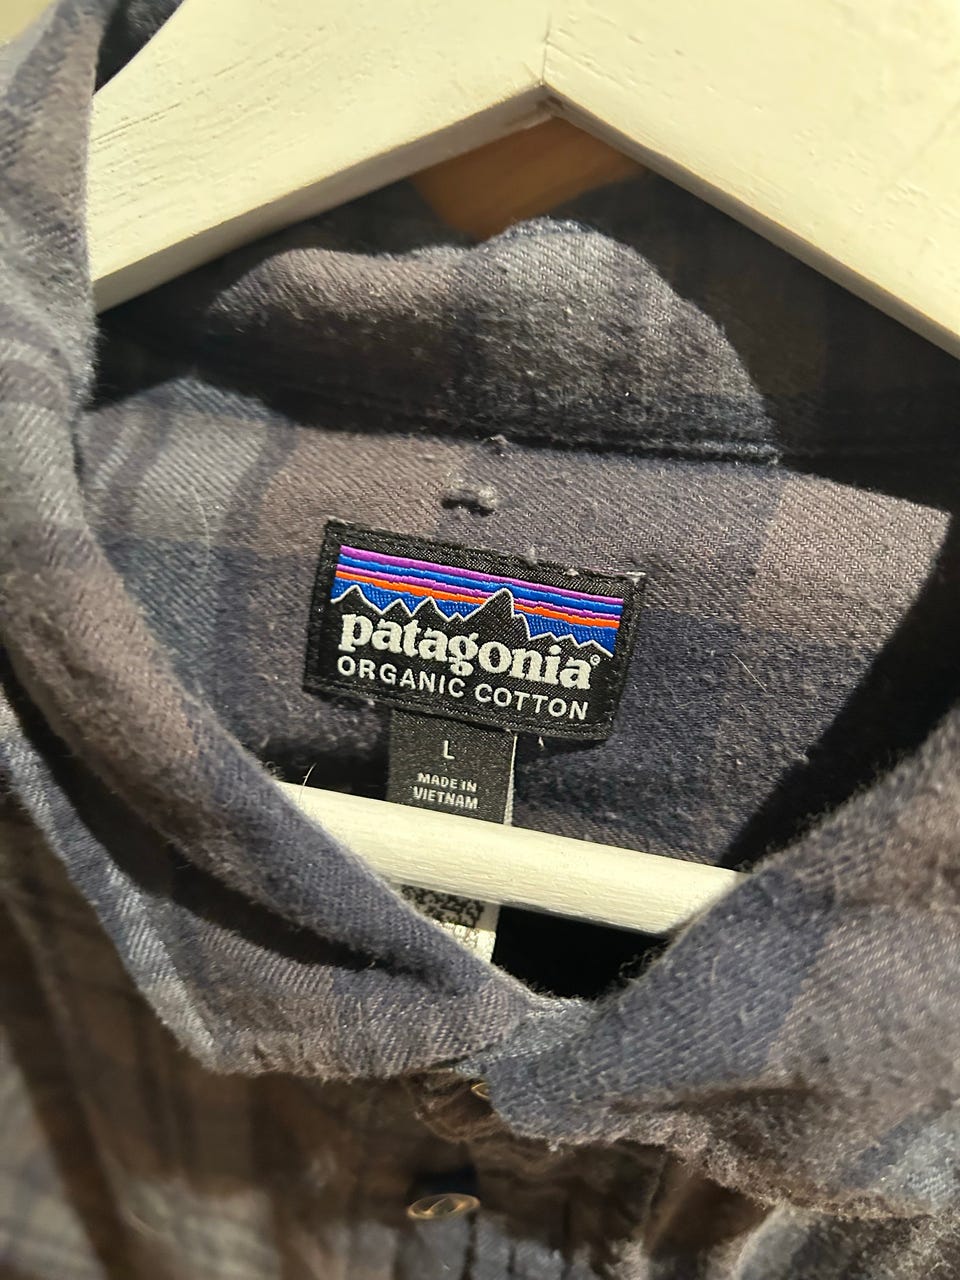 patagonia®
ORGANIC COTTON
L
MADE IN
VIETNAM